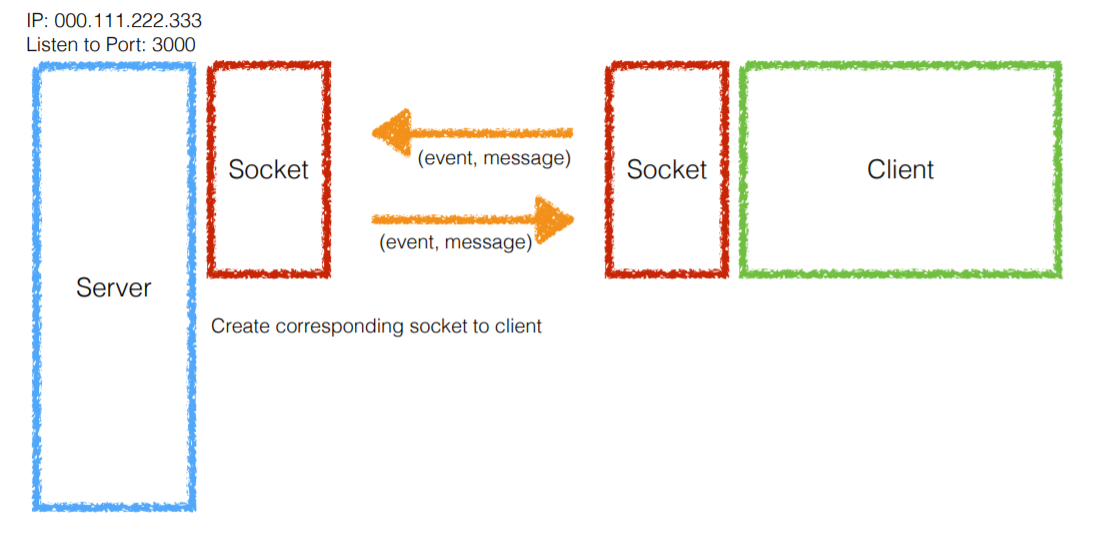 IP: 000.111.222.333
Listen to Port: 3000
Socket
(event, message)
Socket
Client
(event, message)
Server
Create corresponding socket to client